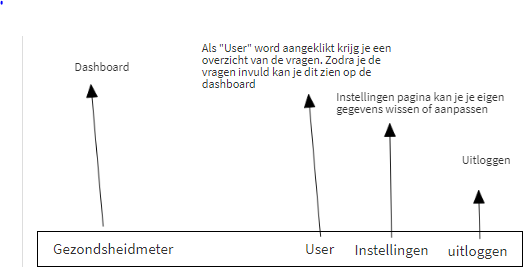 Dashboard
Als "User" word aangeklikt krijg je een
overzicht van de vragen. Zodra je de
vragen invuld kan je dit zien op de
dashboard
Instellingen pagina kan je je eigen
gegevens wissen of aanpassen
Uitloggen
Gezondsheidmeter
User
Instellingen
uitloggen